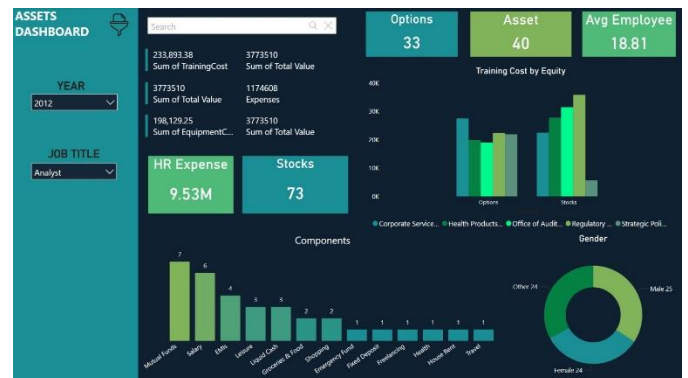 ASSETS
DASHBOARD
YEAR
2012
JOB TITLE
Analyst
Search
233,893.38
Sum of TrainingCost
3773510
Sum of Total Value
3773510
Sum of Total Value
1174608
Expenses
198,129.25
Sum of EquipmentC...
3773510
Sum of Total Value
HR Expense
9.53M
Stocks
73
Options
33
Asset
40
Avg Employee
18.81
Training Cost by Equity
40K
30K
20K
10K
0K
Options
Stocks
Corporate Service...
Health Products...
Office of Audit...
Regulatory ...
Strategic Poli...
Components
7
6
4
3
3
2
2
1
1
1
1
1
1
Mutual Funds
Salary
EMIs
Leisure
Liquid Cash
Groceries & Food
Shopping
Emergency Fund
Fixed Deposit
Freelancing
Health
House Rent
Travel
Gender
Other 24
Male 25
Female 24